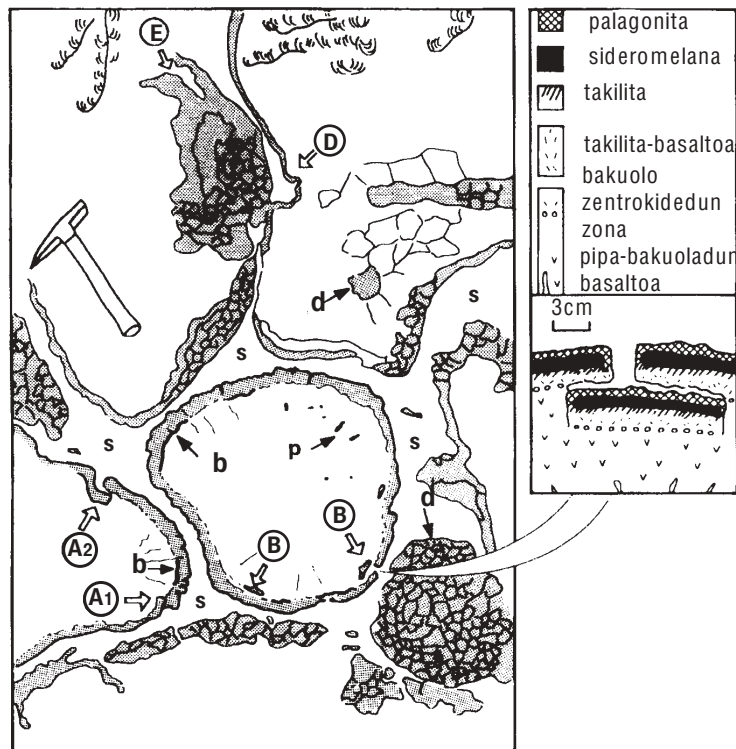 E
D
d
s
s
b
p
s
s
d
A2
B
B
b
A1
s
palagonita
sideromelana
takilita
takilita-basaltoa
bakuolo
zentrokidedun
zona
pipa-bakuoladun
basaltoa
3cm